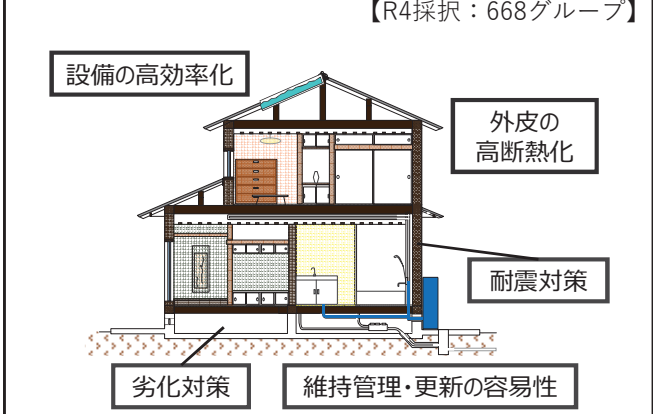 【R4採択：668グループ】
設備の高効率化
外皮の
高断熱化
耐震対策
劣化対策
維持管理・更新の容易性